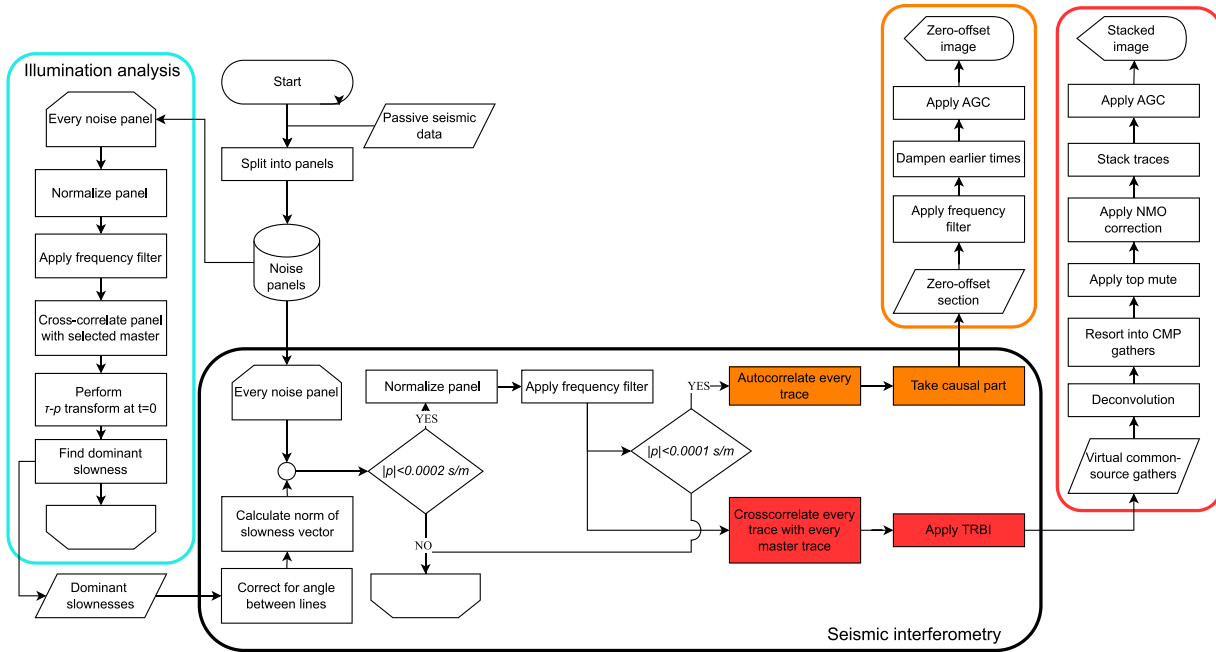 Illumination analysis
Every noise panel
Normalize panel
Apply frequency filter
Cross-correlate panel
with selected master
Perform
τ-p transform at t=0
Find dominant
slowness
Dominant
slownesses
Start
Passive seismic
data
Split into panels
Noise
panels
Every noise panel
Calculate norm of
slowness vector
Correct for angle
between lines
Normalize panel
YES
|p|<0.0002 s/m
NO
Apply frequency filter
|p|<0.0001 s/m
YES
Autocorrelate every
trace
Take causal part
Crosscorrelate every
trace with every
master trace
Apply TRBI
Seismic interferometry
Zero-offset
image
Apply AGC
Dampen earlier times
Apply frequency
filter
Zero-offset
section
Stacked
image
Apply AGC
Stack traces
Apply NMO
correction
Apply top mute
Resort into CMP
gathers
Deconvolution
Virtual common-
source gathers